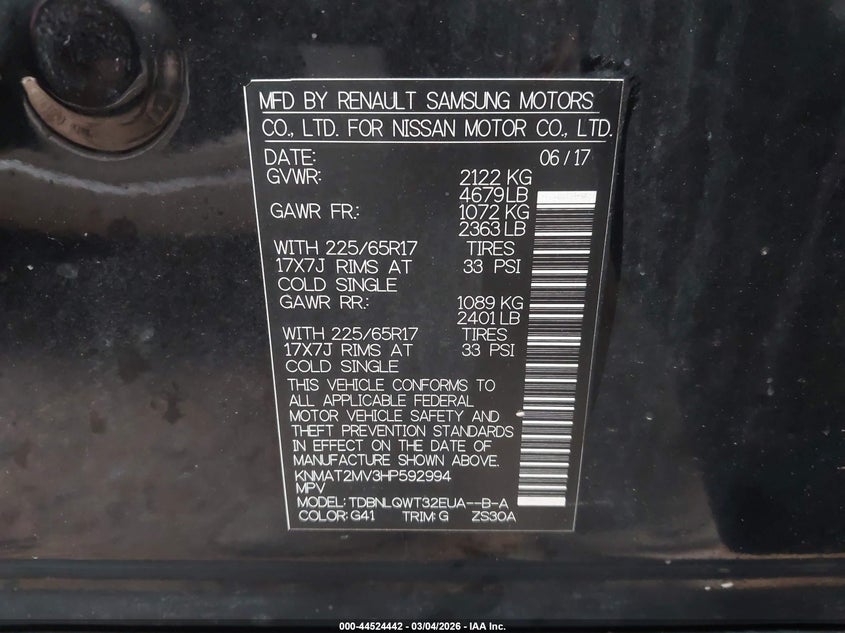 MFD BY RENAULT SAMSUNG MOTORS
CO., LTD. FOR NISSAN MOTOR CO., LTD.
DATE: 06/17
GVWR: 2122 KG
4679 LB
GAWR FR.: 1072 KG
2363 LB
WITH 225/65R17 TIRES
17X7J RIMS AT 33 PSI
COLD SINGLE
GAWR RR.: 1089 KG
2401 LB
WITH 225/65R17 TIRES
17X7J RIMS AT 33 PSI
COLD SINGLE
THIS VEHICLE CONFORMS TO
ALL APPLICABLE FEDERAL
MOTOR VEHICLE SAFETY AND
THEFT PREVENTION STANDARDS
IN EFFECT ON THE DATE OF
MANUFACTURE SHOWN ABOVE.
KNMAT2MV3HP592994
MPV
MODEL: TDBNLQWT32EUA--B-A
COLOR: G41 TRIM: G ZS30A
000-44524442 - 03/04/2026 - IAA Inc.